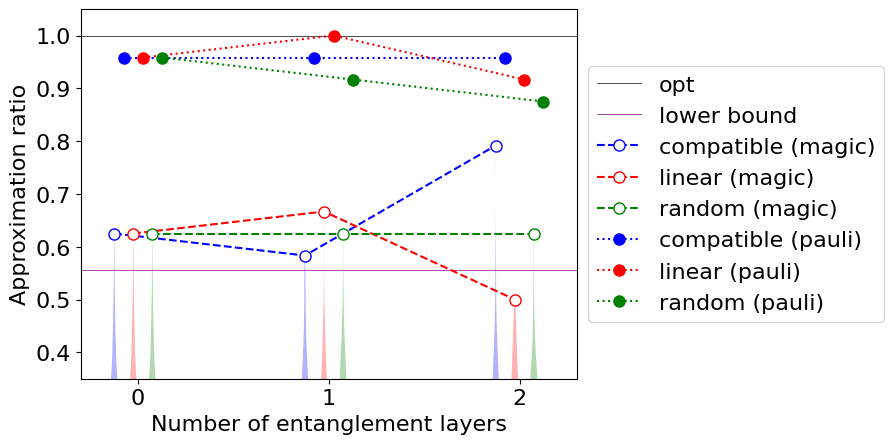 1.0
0.9
0.8
0.7
0.6
0.5
0.4
Approximation ratio
0 1 2
Number of entanglement layers
opt
lower bound
compatible (magic)
linear (magic)
random (magic)
compatible (pauli)
linear (pauli)
random (pauli)